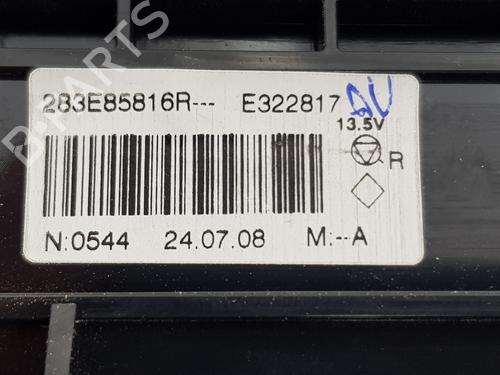 283E85816R--- E322817
AV
13.5V
R
N:0544 24.07.08 M:--A
B-PARTS